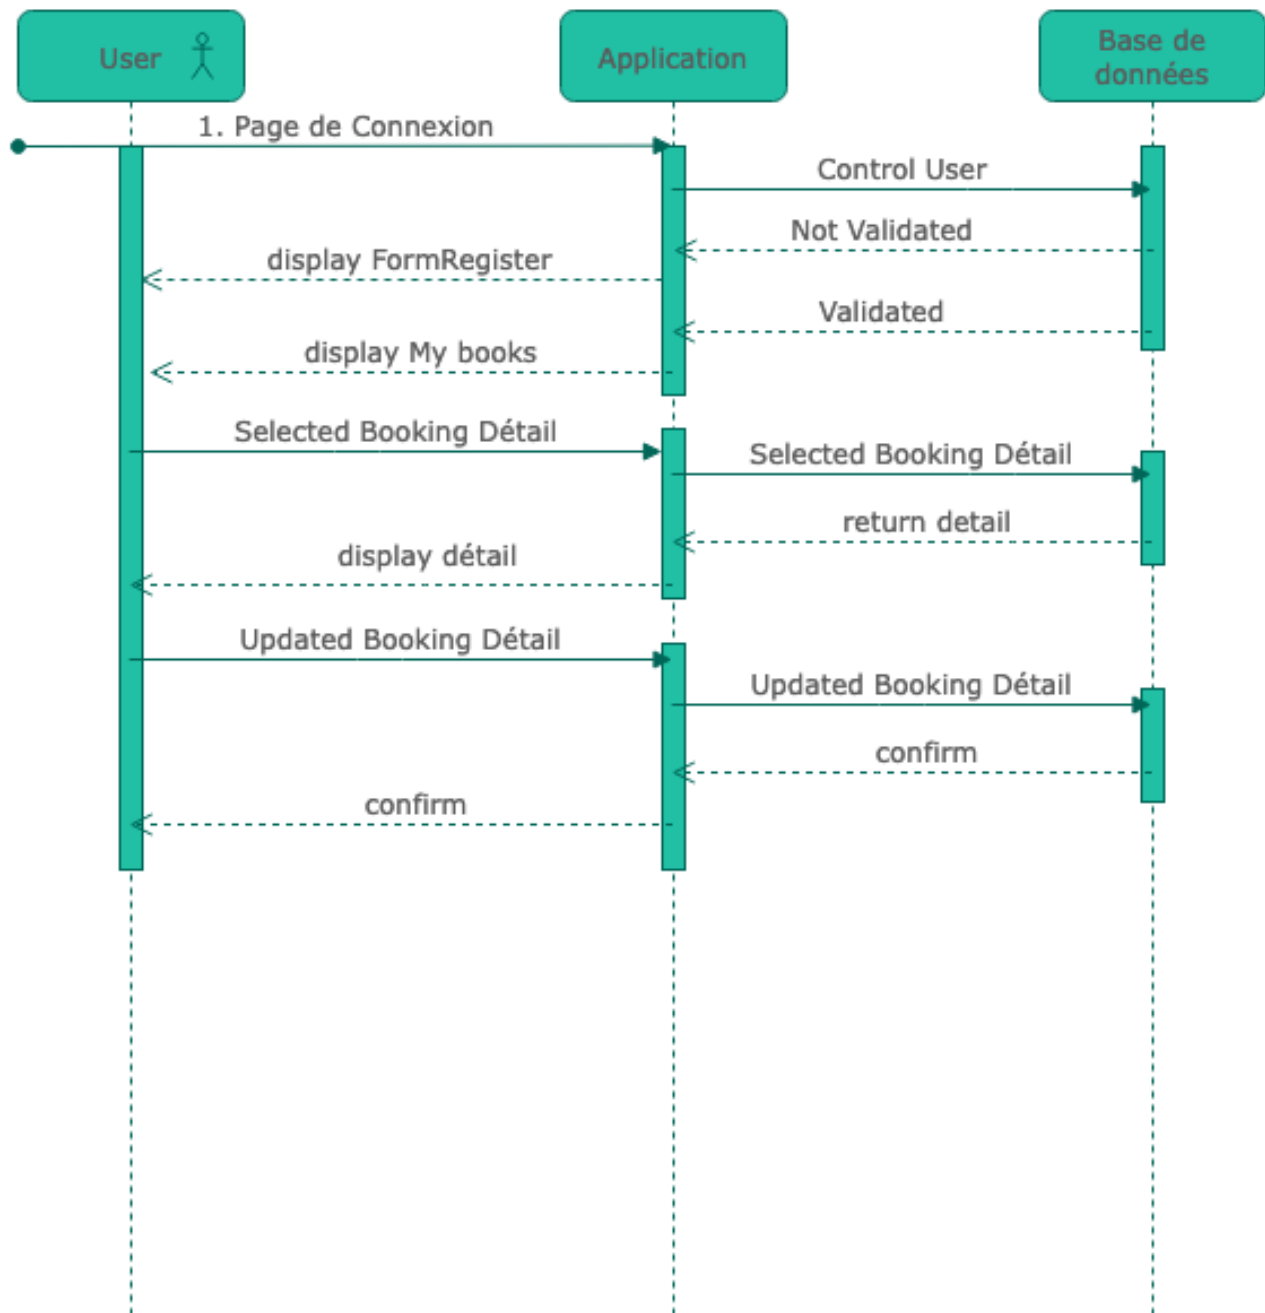 User
Application
Base de
données
1. Page de Connexion
Control User
Not Validated
display FormRegister
Validated
display My books
Selected Booking Détail
Selected Booking Détail
return detail
display détail
Updated Booking Détail
Updated Booking Détail
confirm
confirm